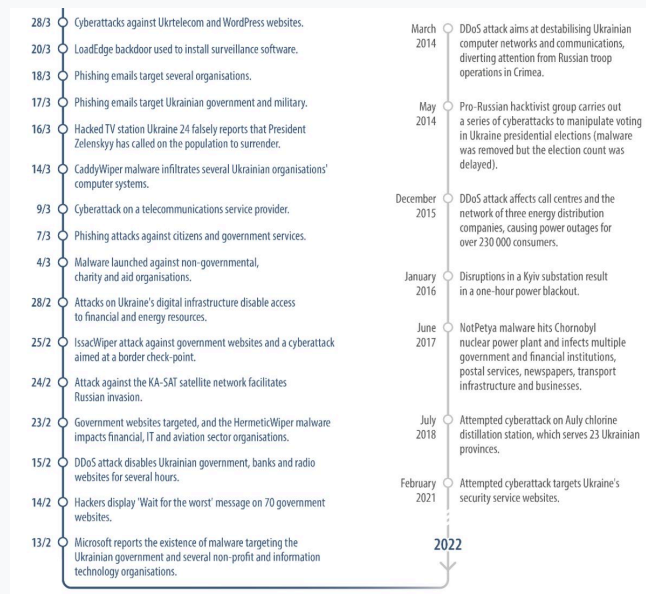 28/3 Cyberattacks against Ukrtelecom and WordPress websites.
20/3 LoadEdge backdoor used to install surveillance software.
18/3 Phishing emails target several organisations.
17/3 Phishing emails target Ukrainian government and military.
16/3 Hacked TV station Ukraine 24 falsely reports that President
Zelenskyy has called on the population to surrender.
14/3 CaddyWiper malware infiltrates several Ukrainian organisations'
computer systems.
9/3 Cyberattack on a telecommunications service provider.
7/3 Phishing attacks against citizens and government services.
4/3 Malware launched against non-governmental,
charity and aid organisations.
28/2 Attacks on Ukraine's digital infrastructure disable access
to financial and energy resources.
25/2 IssacWiper attack against government websites and a cyberattack
aimed at a border check-point.
24/2 Attack against the KA-SAT satellite network facilitates
Russian invasion.
23/2 Government websites targeted, and the HermeticWiper malware
impacts financial, IT and aviation sector organisations.
15/2 DDoS attack disables Ukrainian government, banks and radio
websites for several hours.
14/2 Hackers display 'Wait for the worst' message on 70 government
websites.
13/2 Microsoft reports the existence of malware targeting the
Ukrainian government and several non-profit and information
technology organisations.
March DDoS attack aims at destabilising Ukrainian
2014 computer networks and communications,
diverting attention from Russian troop
operations in Crimea.
May Pro-Russian hacktivist group carries out
2014 a series of cyberattacks to manipulate voting
in Ukraine presidential elections (malware
was removed but the election count was
delayed).
December DDoS attack affects call centres and the
2015 network of three energy distribution
companies, causing power outages for
over 230 000 consumers.
January Disruptions in a Kyiv substation result
2016 in a one-hour power blackout.
June NotPetya malware hits Chornobyl
2017 nuclear power plant and infects multiple
government and financial institutions,
postal services, newspapers, transport
infrastructure and businesses.
July Attempted cyberattack on Auly chlorine
2018 distillation station, which serves 23 Ukrainian
provinces.
February Attempted cyberattack targets Ukraine's
2021 security service websites.
2022